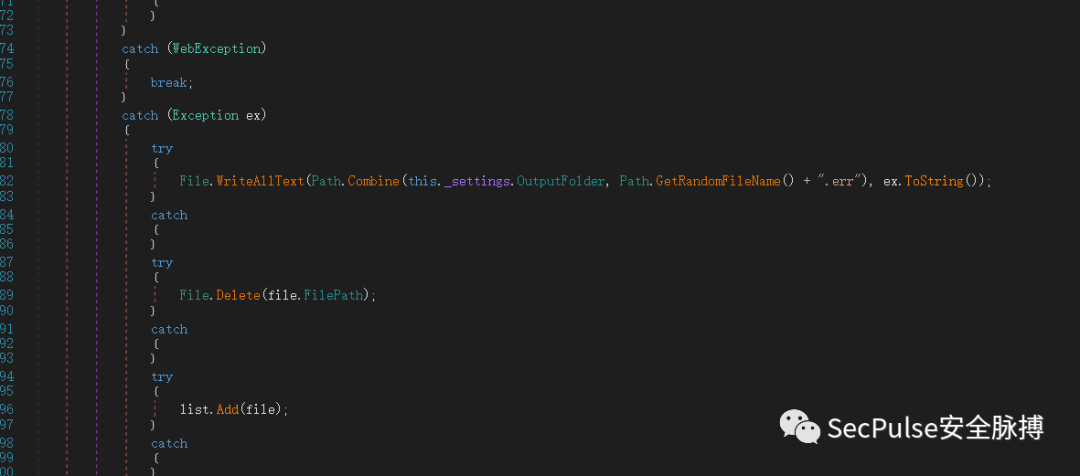 71 {
72 }
73 }
74 catch (WebException)
75 {
76 break;
77 }
78 catch (Exception ex)
79 {
80 try
81 {
82 File.WriteAllText(Path.Combine(this._settings.OutputFolder, Path.GetRandomFileName() + ".err"), ex.ToString());
83 }
84 catch
85 {
86 }
87 try
88 {
89 File.Delete(file.FilePath);
90 }
91 catch
92 {
93 }
94 try
95 {
96 list.Add(file);
97 }
98 catch
99 {
00 }
SecPulse安全脉搏